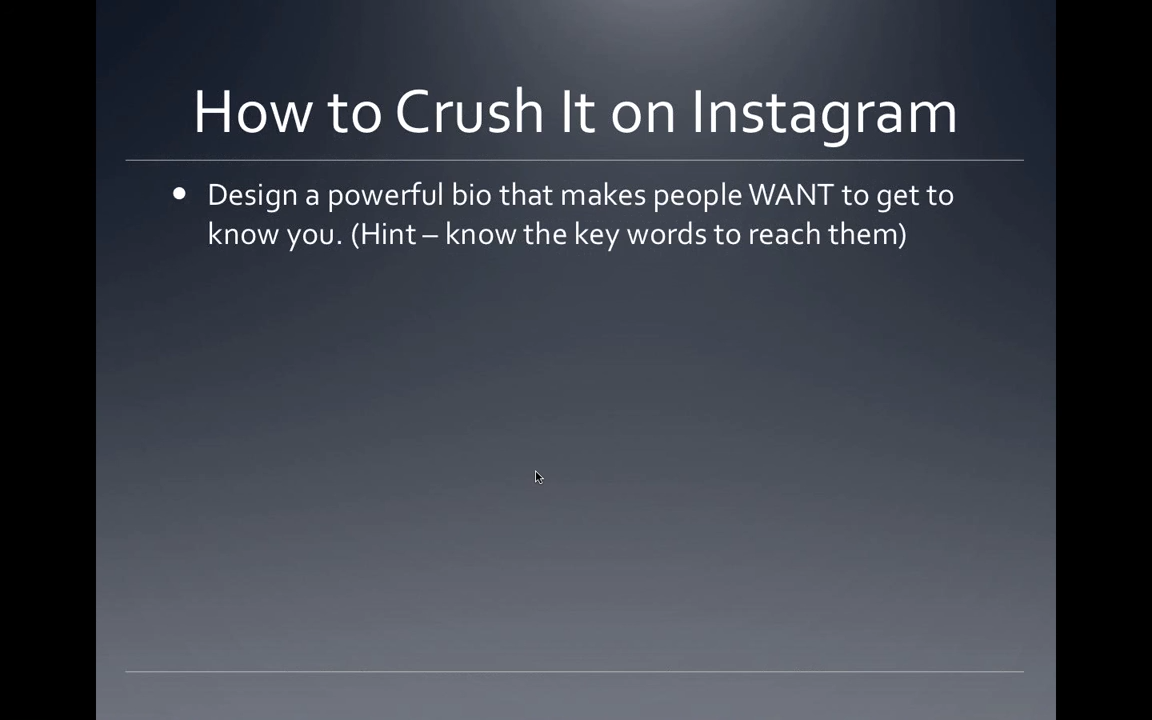 How to Crush It on Instagram
• Design a powerful bio that makes people WANT to get to
know you. (Hint – know the key words to reach them)